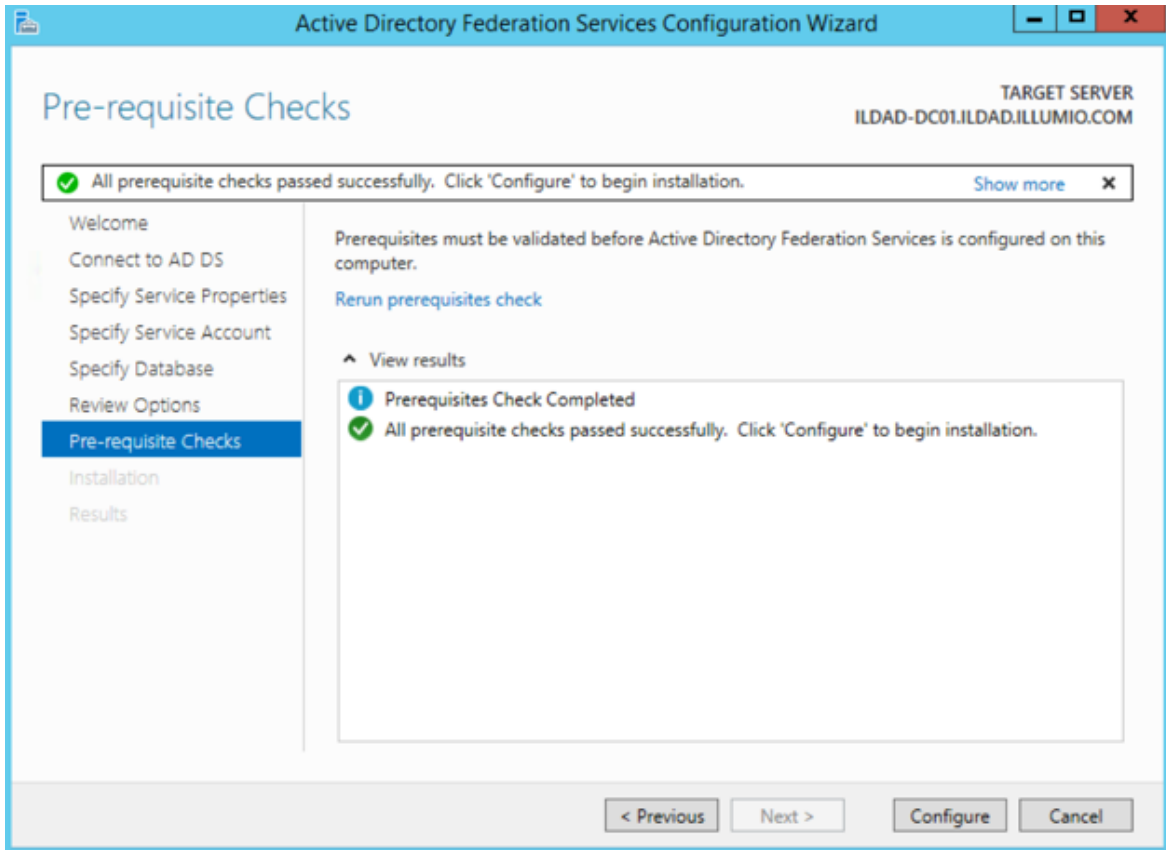 Active Directory Federation Services Configuration Wizard
Pre-requisite Checks
TARGET SERVER
ILDAD-DC01.ILDAD.ILLUMIO.COM
All prerequisite checks passed successfully. Click 'Configure' to begin installation.
Show more
Welcome
Connect to AD DS
Specify Service Properties
Specify Service Account
Specify Database
Review Options
Pre-requisite Checks
Installation
Results
Prerequisites must be validated before Active Directory Federation Services is configured on this
computer.
Rerun prerequisites check
View results
Prerequisites Check Completed
All prerequisite checks passed successfully. Click 'Configure' to begin installation.
< Previous
Next >
Configure
Cancel